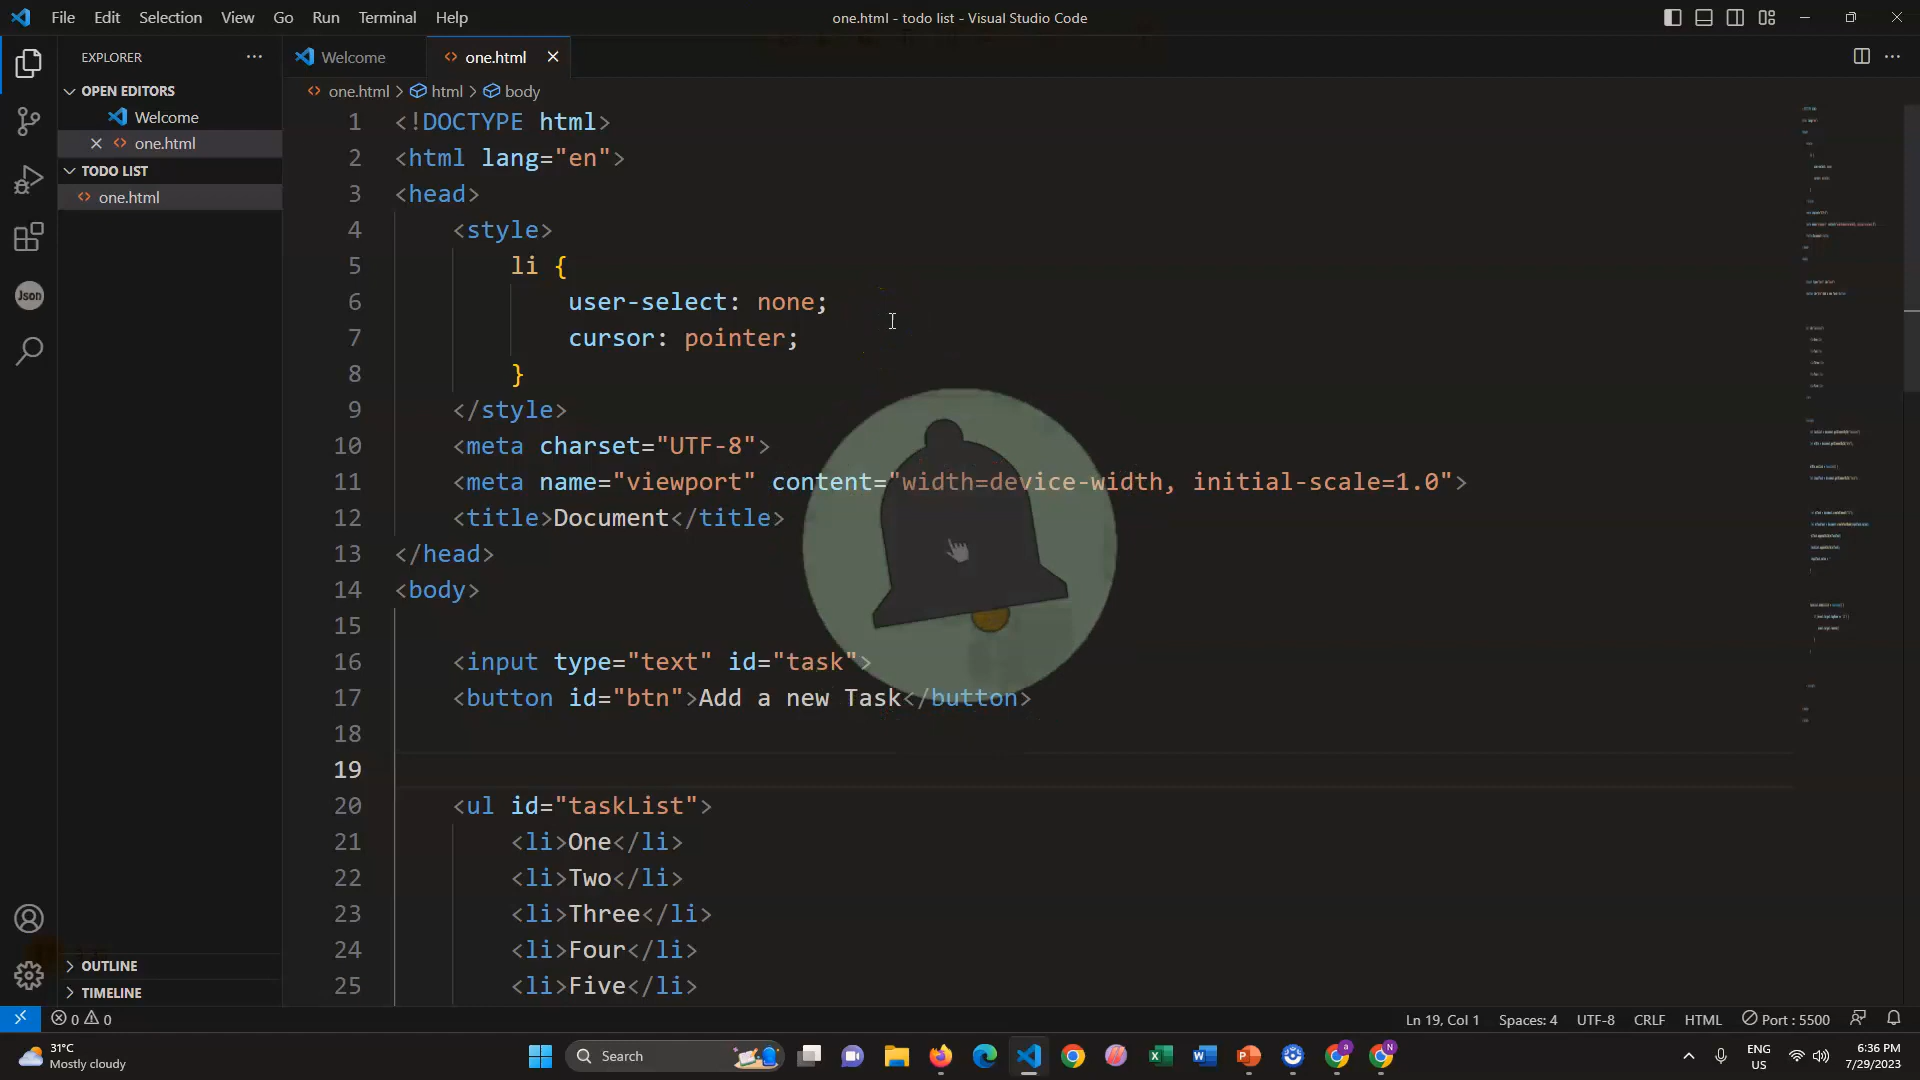 File Edit Selection View Go Run Terminal Help
one.html - todo list - Visual Studio Code
EXPLORER
OPEN EDITORS
Welcome
one.html
TODO LIST
one.html
OUTLINE
TIMELINE
Json
Welcome
one.html
one.html > html > body
1 <!DOCTYPE html>
2 <html lang="en">
3 <head>
4 <style>
5 li {
6 user-select: none;
7 cursor: pointer;
8 }
9 </style>
10 <meta charset="UTF-8">
11 <meta name="viewport" content="width=device-width, initial-scale=1.0">
12 <title>Document</title>
13 </head>
14 <body>
15
16 <input type="text" id="task">
17 <button id="btn">Add a new Task</button>
18
19
20 <ul id="taskList">
21 <li>One</li>
22 <li>Two</li>
23 <li>Three</li>
24 <li>Four</li>
25 <li>Five</li>
0 0
Ln 19, Col 1 Spaces: 4 UTF-8 CRLF HTML Port : 5500
31°C
Mostly cloudy
Search
ENG
US
6:36 PM
7/29/2023